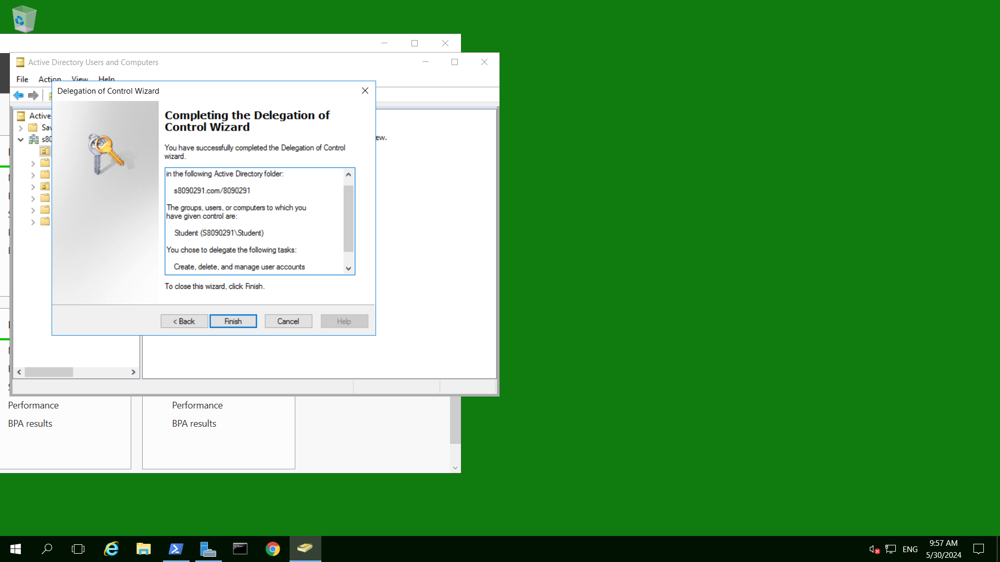 Active Directory Users and Computers
File Action View Help
Delegation of Control Wizard
Active
Sav
s80
Completing the Delegation of
Control Wizard
You have successfully completed the Delegation of Control
wizard.
ew.
in the following Active Directory folder:
s8090291.com/8090291
The groups, users, or computers to which you
have given control are:
Student (S8090291\Student)
You chose to delegate the following tasks:
Create, delete, and manage user accounts
To close this wizard, click Finish.
< Back Finish Cancel Help
Performance Performance
BPA results BPA results
ENG
9:57 AM
5/30/2024